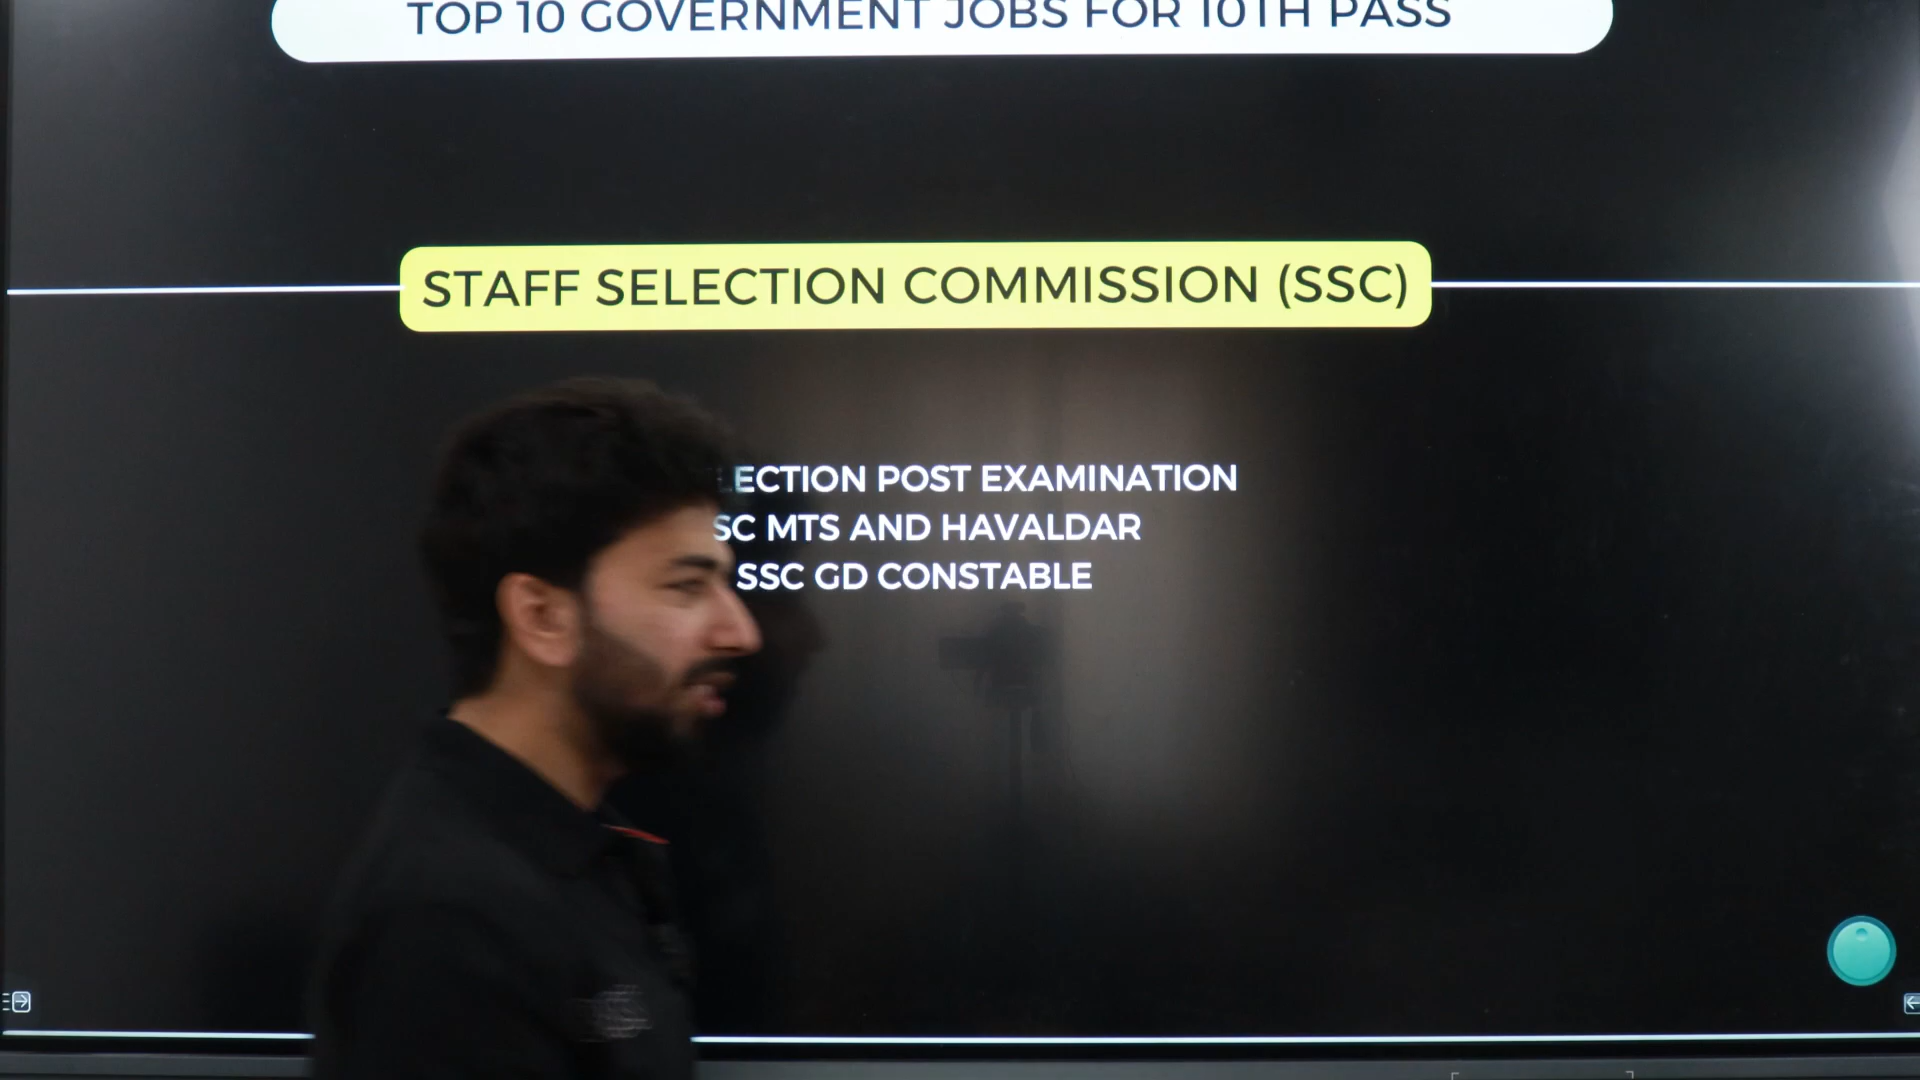 TOP 10 GOVERNMENT JOBS FOR 10TH PASS
STAFF SELECTION COMMISSION (SSC)
LECTION POST EXAMINATION
SC MTS AND HAVALDAR
SSC GD CONSTABLE